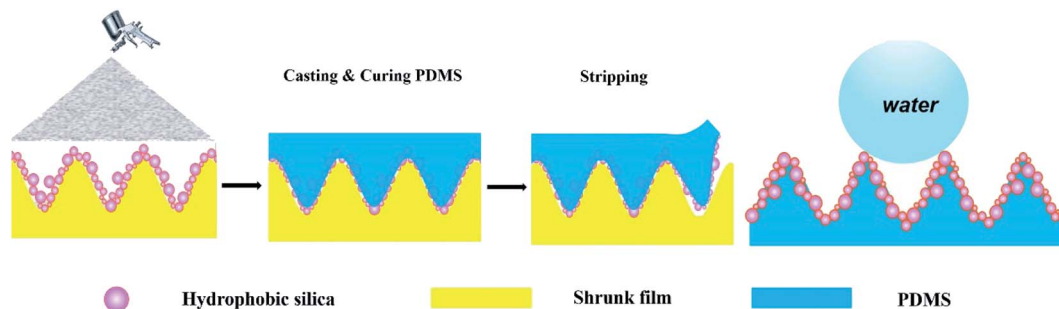 Casting & Curing PDMS
Stripping
water
Hydrophobic silica
Shrunk film
PDMS